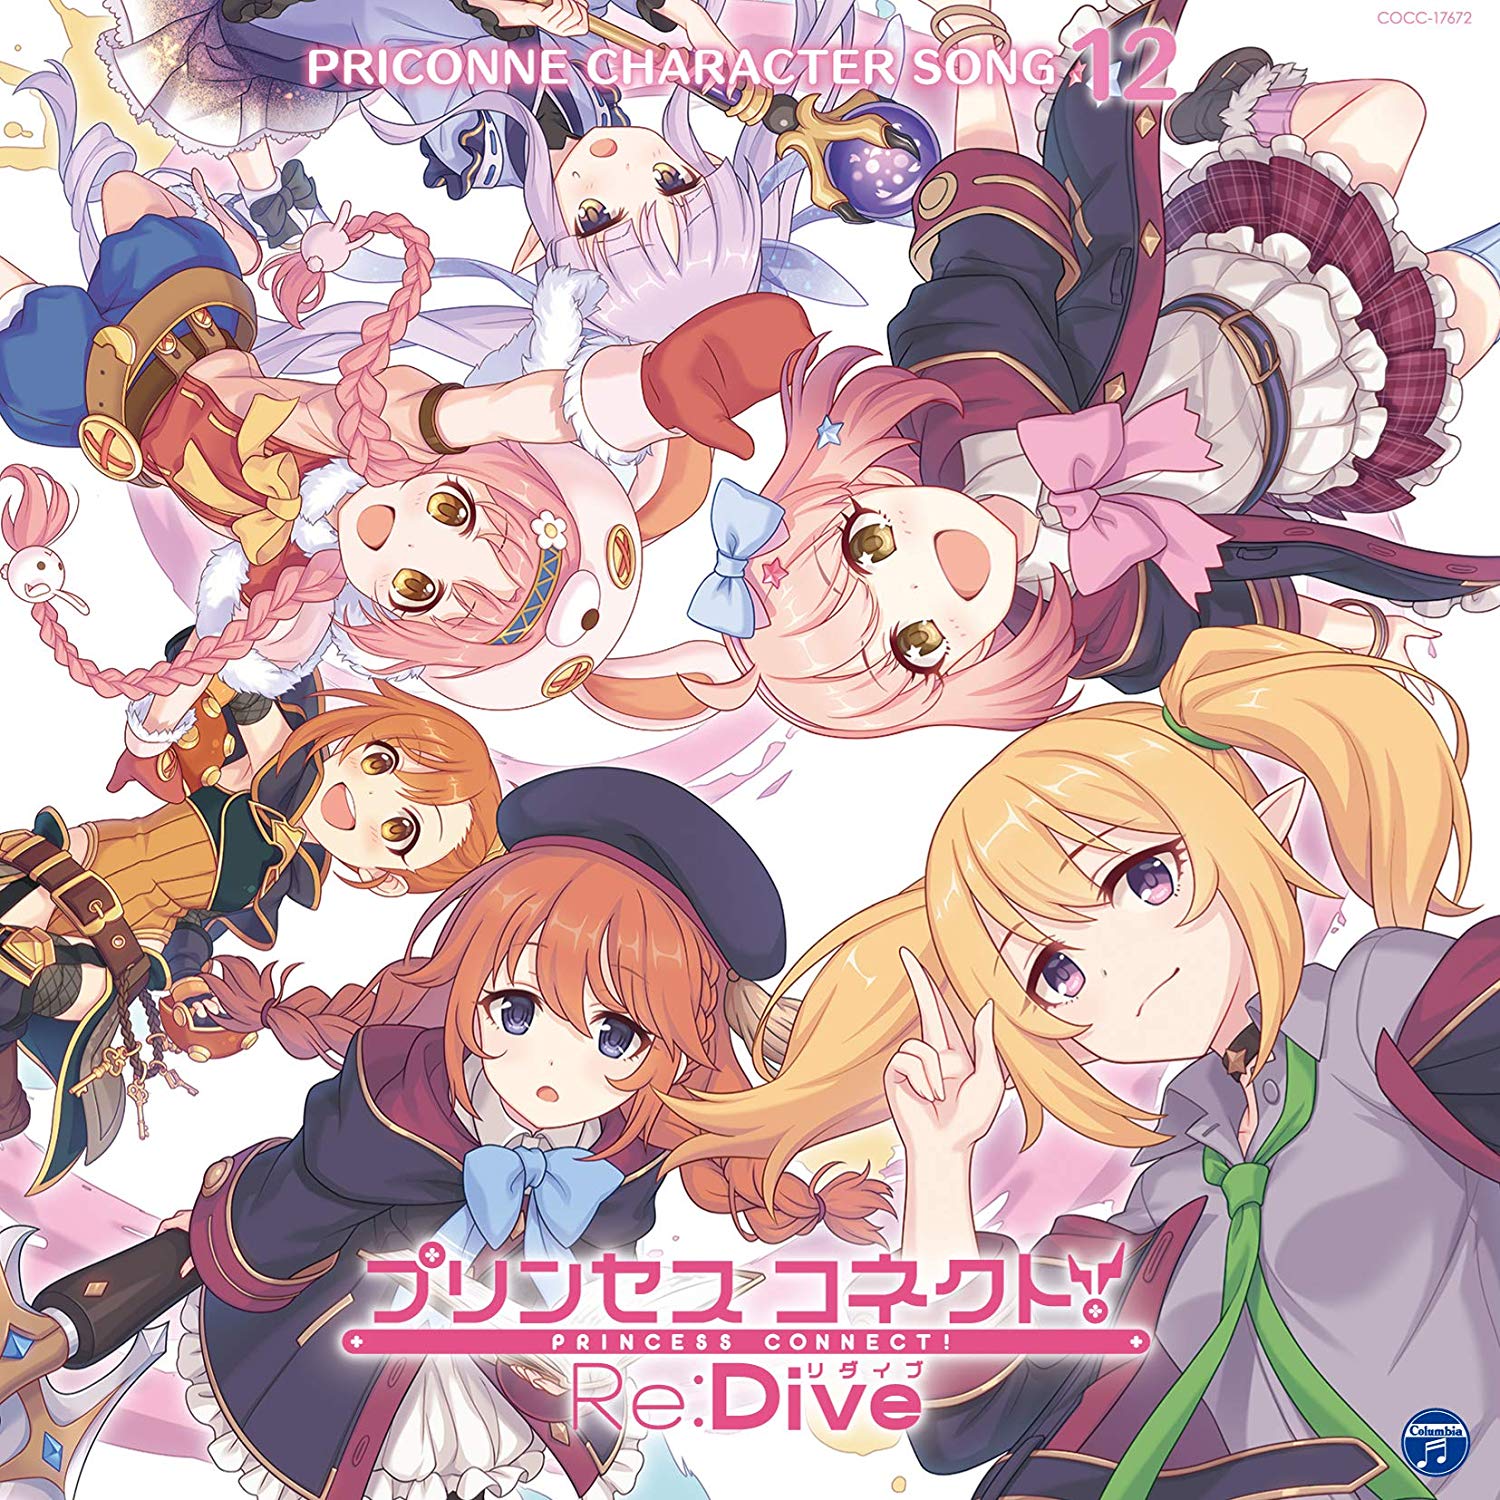 COCC-17672
PRICONNE CHARACTER SONG 12
プリンセスコネクト!
PRINCESS CONNECT!
リダイブ
Re:Dive
Columbia